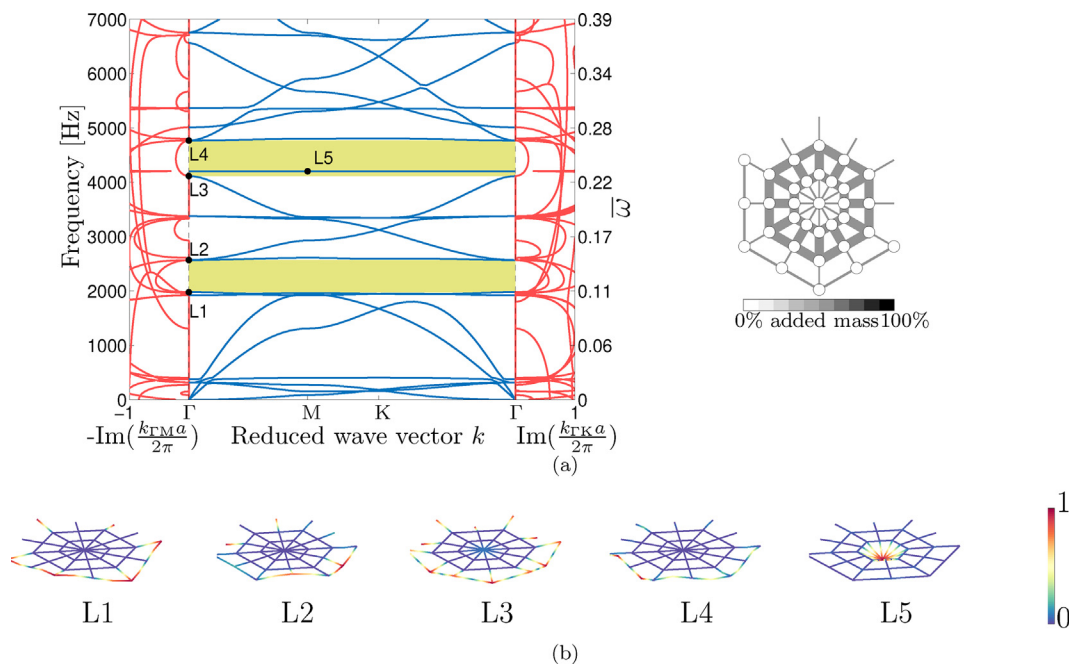 7000
6000
5000
4000
3000
2000
1000
0
Frequency [Hz]
0.39
0.34
0.28
0.22
0.17
0.11
0.06
0
ω̅
L4
L5
L3
L2
L1
−1
Γ
M
K
Γ
1
-Im(k_ΓM a / 2π)
Reduced wave vector k
Im(k_ΓK a / 2π)
0% added mass 100%
(a)
1
0
L1
L2
L3
L4
L5
(b)